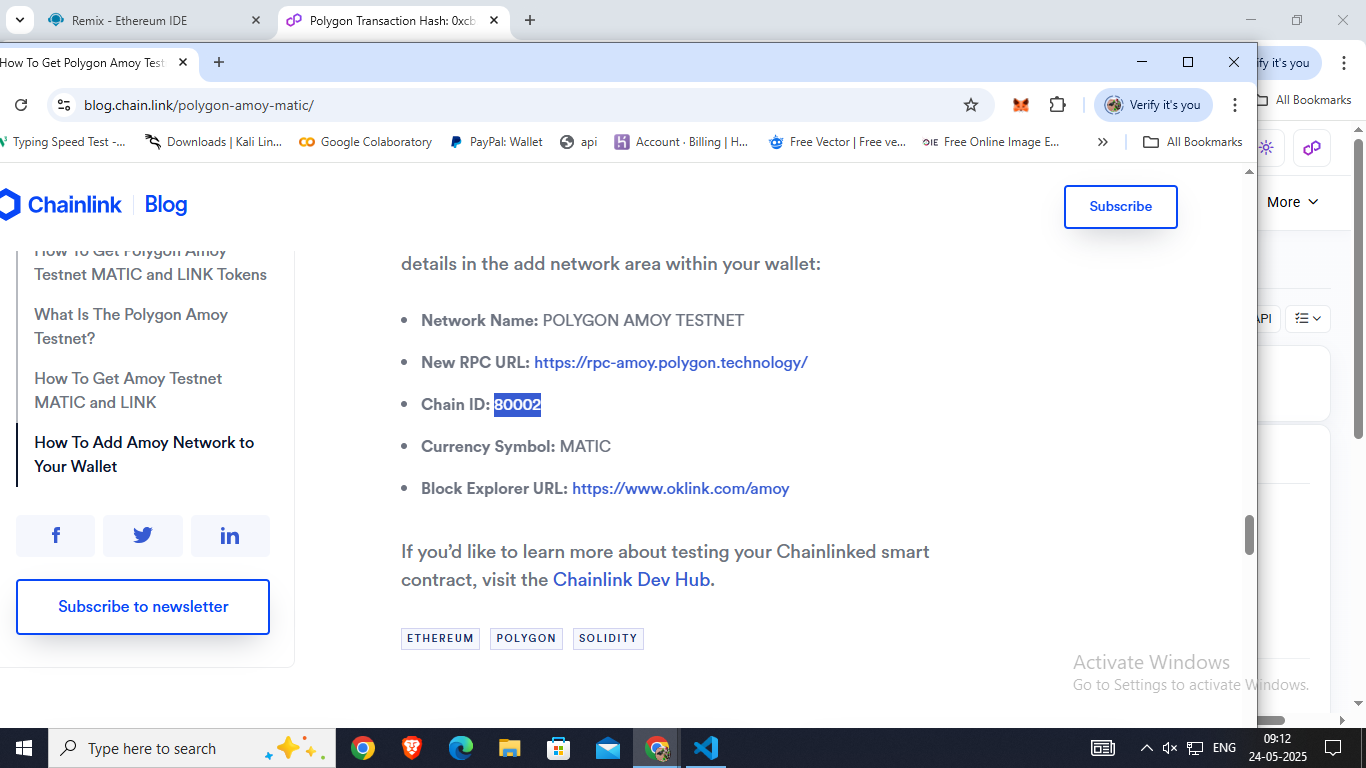 Remix - Ethereum IDE
Polygon Transaction Hash: 0xcb
How To Get Polygon Amoy Test
blog.chain.link/polygon-amoy-matic/
Verify it's you
ify it's you
Typing Speed Test -...
Downloads | Kali Lin...
Google Colaboratory
PayPal: Wallet
api
Account · Billing | H...
Free Vector | Free ve...
Free Online Image E...
»
All Bookmarks
All Bookmarks
Chainlink
Blog
Subscribe
More
API
How To Get Polygon Amoy
Testnet MATIC and LINK Tokens
What Is The Polygon Amoy
Testnet?
How To Get Amoy Testnet
MATIC and LINK
How To Add Amoy Network to
Your Wallet
Subscribe to newsletter
details in the add network area within your wallet:
• Network Name: POLYGON AMOY TESTNET
• New RPC URL: https://rpc-amoy.polygon.technology/
• Chain ID: 80002
• Currency Symbol: MATIC
• Block Explorer URL: https://www.oklink.com/amoy
If you’d like to learn more about testing your Chainlinked smart
contract, visit the Chainlink Dev Hub.
ETHEREUM POLYGON SOLIDITY
Activate Windows
Go to Settings to activate Windows.
Type here to search
ENG
09:12
24-05-2025